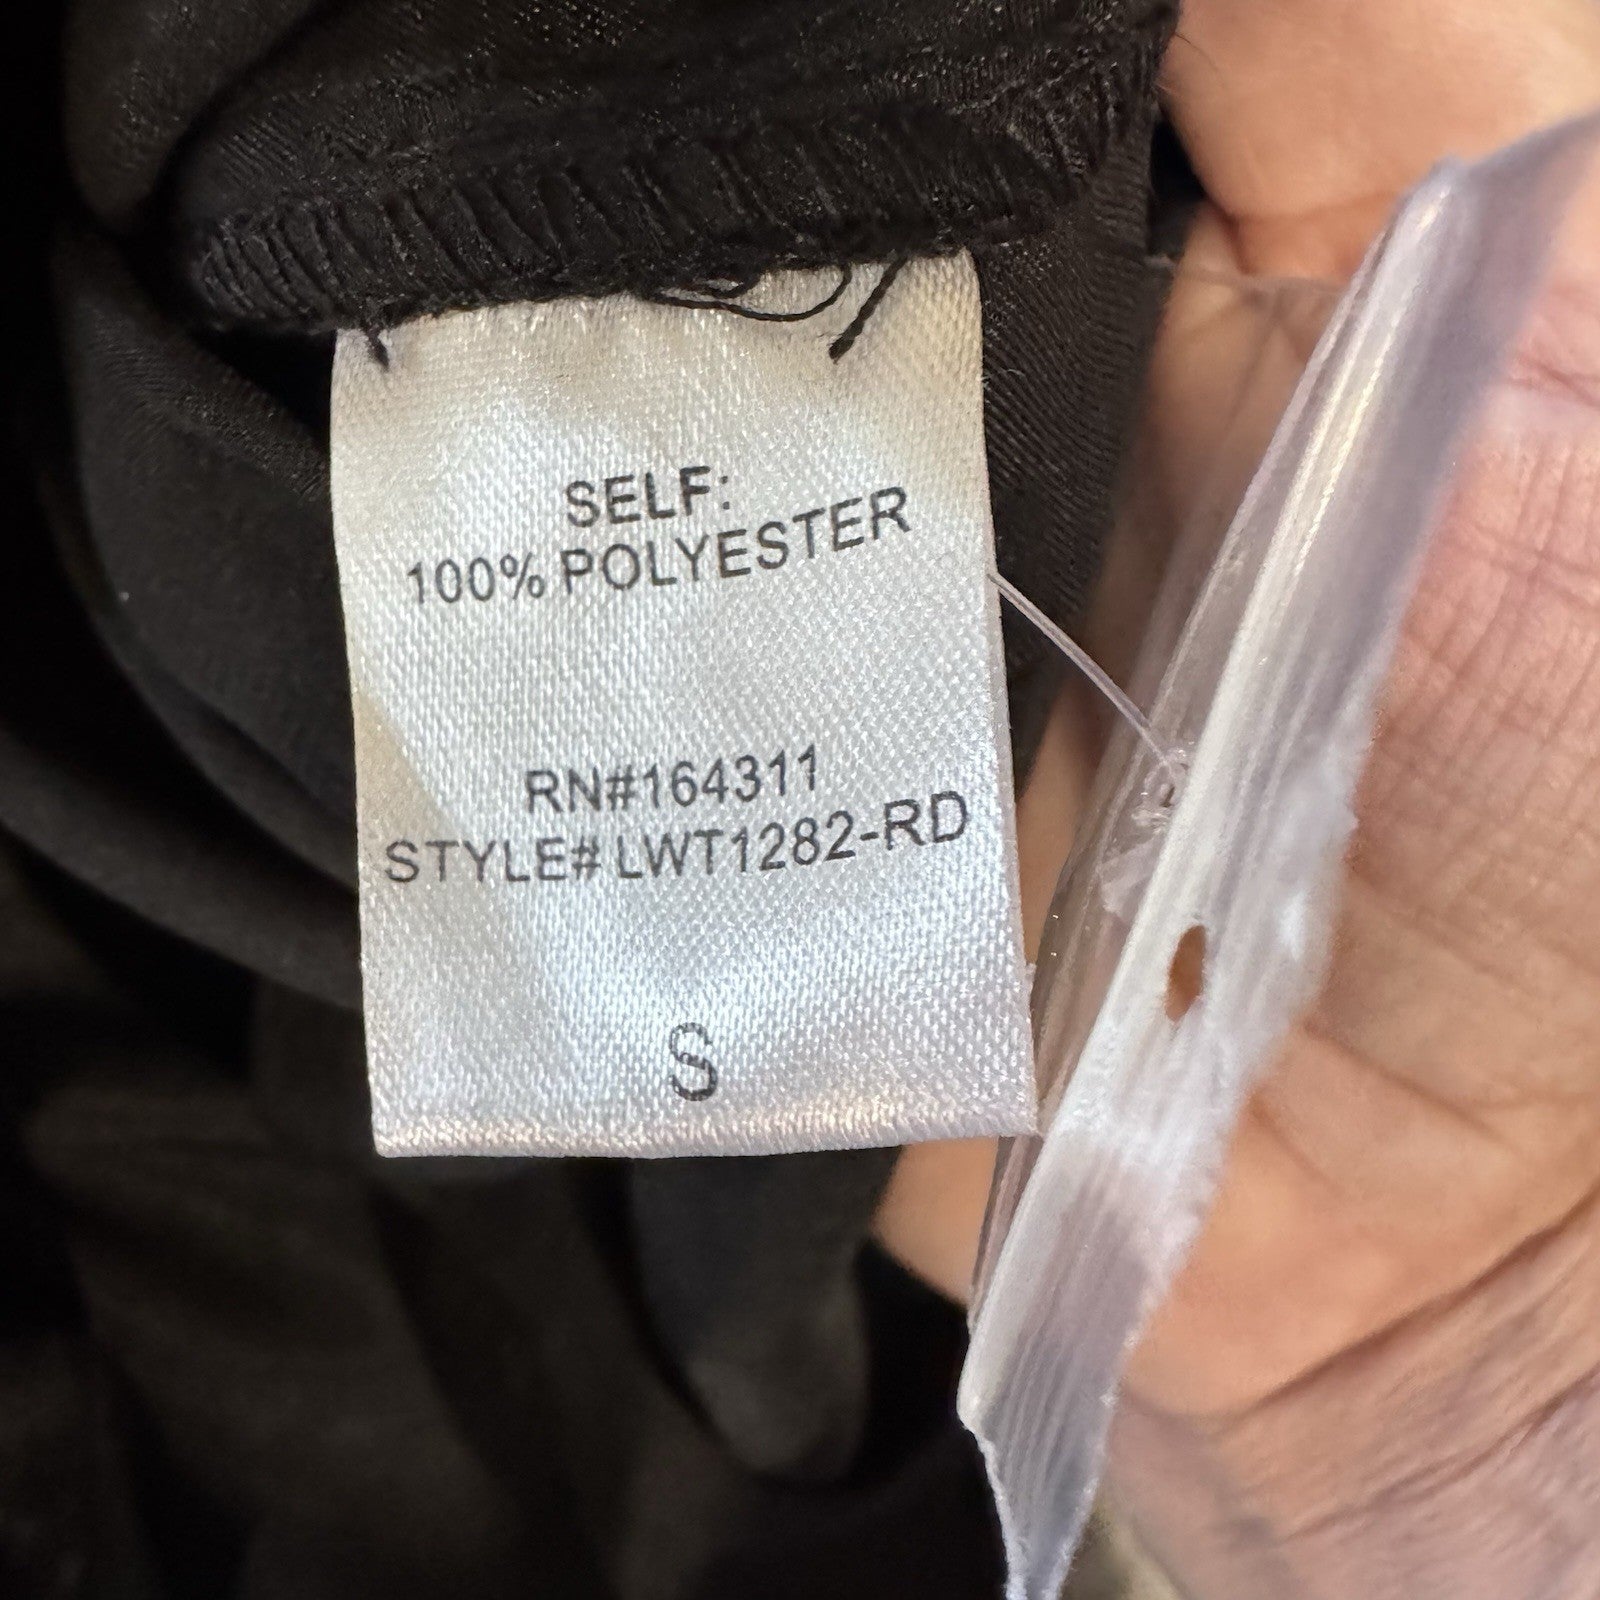 SELF:
100% POLYESTER
RN#164311
STYLE# LWT1282-RD
S